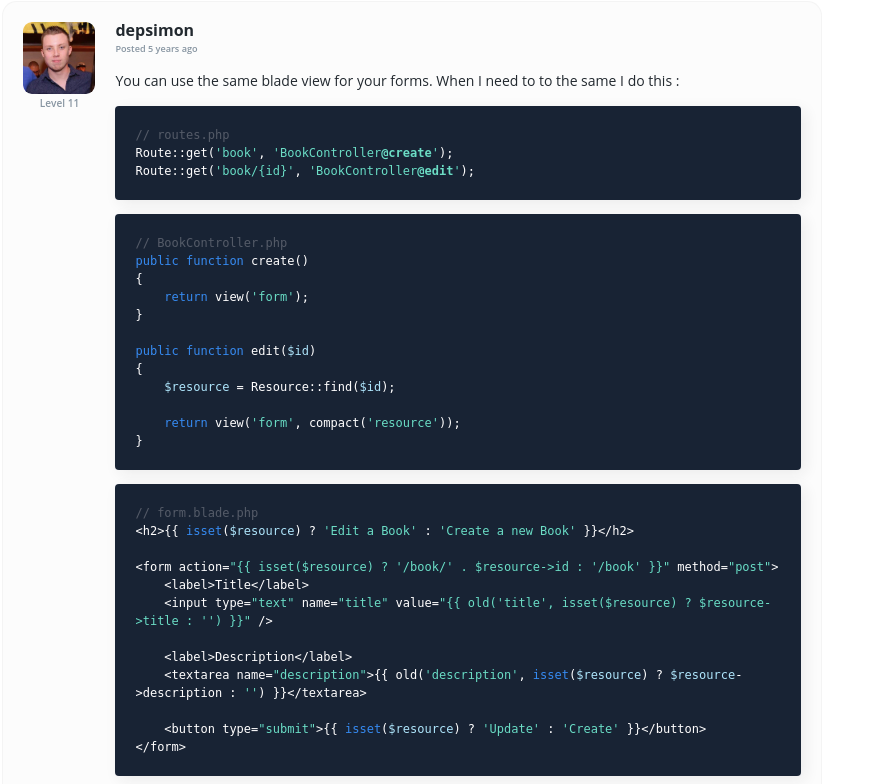 depsimon
Posted 5 years ago
Level 11
You can use the same blade view for your forms. When I need to to the same I do this :
// routes.php
Route::get('book', 'BookController@create');
Route::get('book/{id}', 'BookController@edit');
// BookController.php
public function create()
{
    return view('form');
}
public function edit($id)
{
    $resource = Resource::find($id);
    return view('form', compact('resource'));
}
// form.blade.php
<h2>{{ isset($resource) ? 'Edit a Book' : 'Create a new Book' }}</h2>
<form action="{{ isset($resource) ? '/book/' . $resource->id : '/book' }}" method="post">
    <label>Title</label>
    <input type="text" name="title" value="{{ old('title', isset($resource) ? $resource-
>title : '') }}" />
    <label>Description</label>
    <textarea name="description">{{ old('description', isset($resource) ? $resource-
>description : '') }}</textarea>
    <button type="submit">{{ isset($resource) ? 'Update' : 'Create' }}</button>
</form>